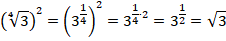 (∜3)² = (3^(1/4))² = 3^(1/4·2) = 3^(1/2) = √3